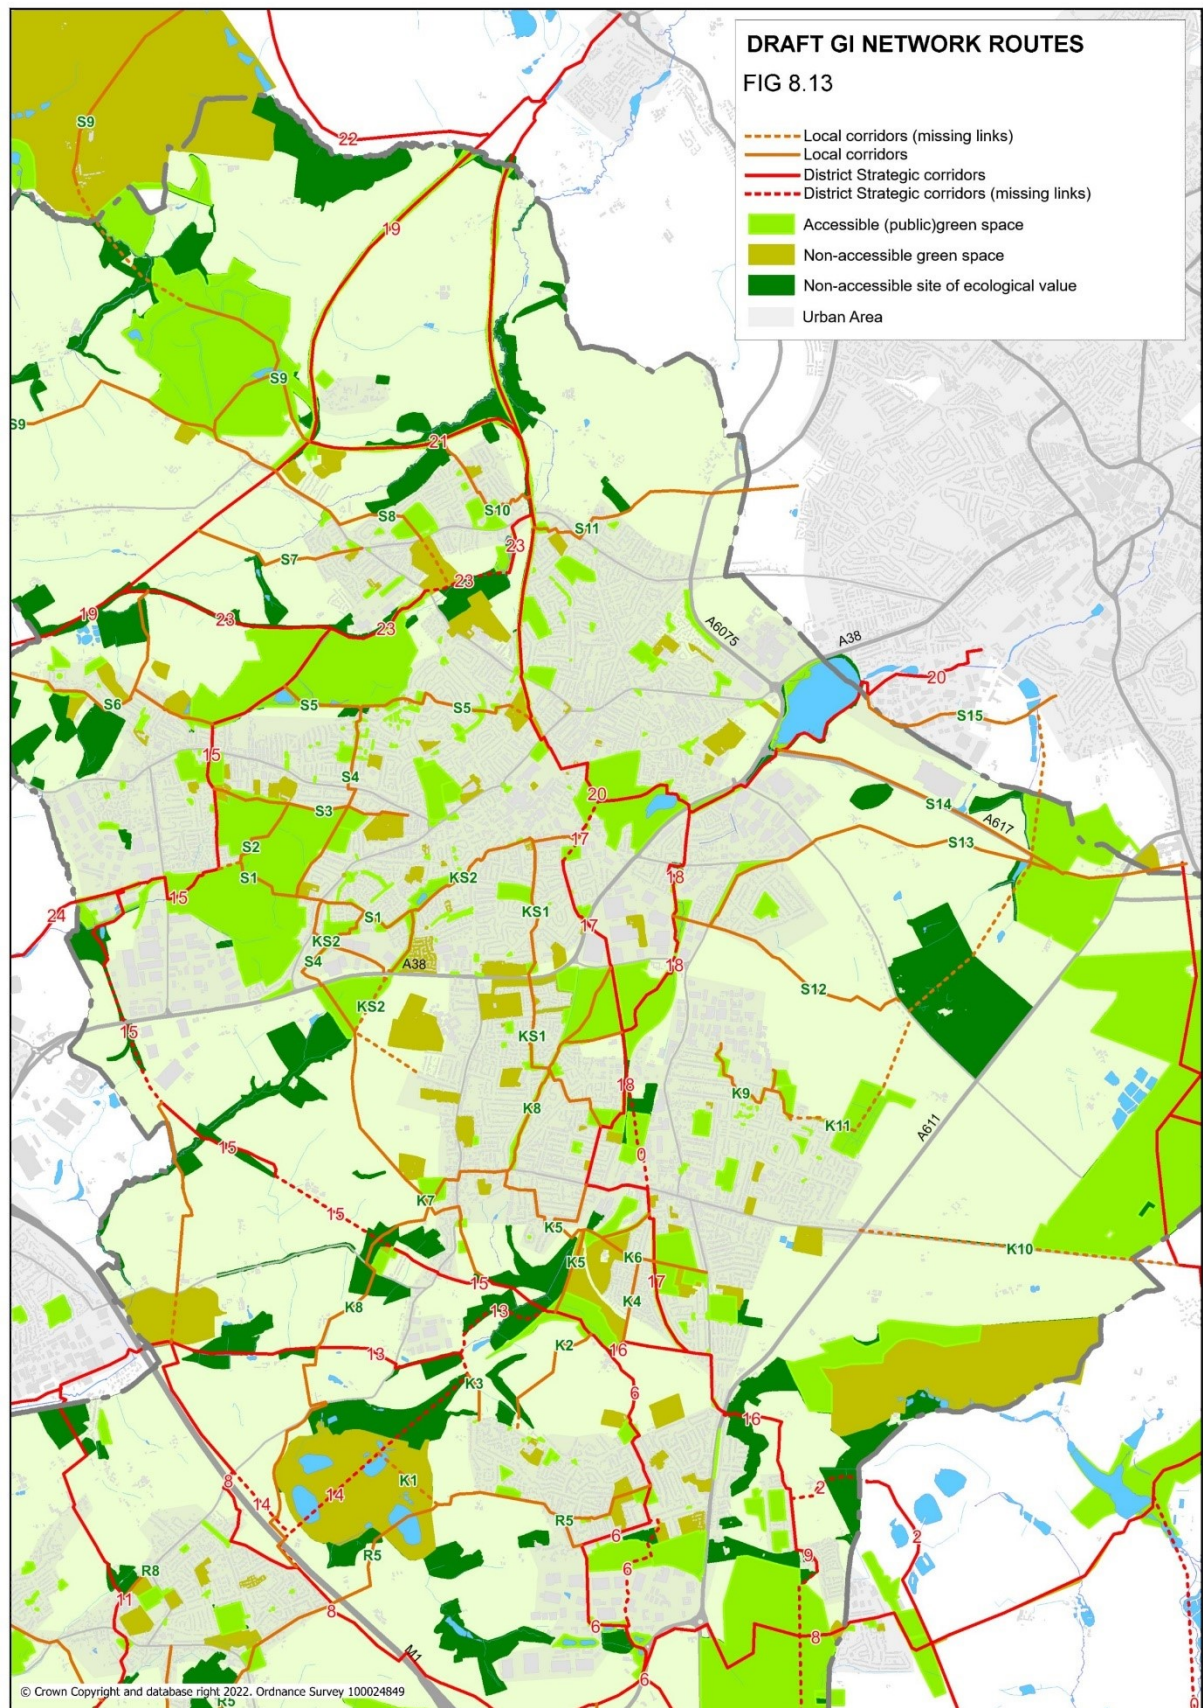 DRAFT GI NETWORK ROUTES
FIG 8.13
Local corridors (missing links)
Local corridors
District Strategic corridors
District Strategic corridors (missing links)
Accessible (public)green space
Non-accessible green space
Non-accessible site of ecological value
Urban Area
S9
22
19
S9
S9
21
S10
S8
S11
23
S7
23
19
23
23
A6075
A38
20
S6
S5
S5
S15
15
S4
20
S14
S3
A617
17
S13
S2
S1
KS2
18
15
24
S1
KS1
17
KS2
S4
A38
18
S12
KS2
15
KS1
18
K9
K8
K11
A611
15
0
K7
15
K5
K10
K5
K6
15
17
K8
13
K4
K2
16
13
K3
6
16
K1
8
14
14
2
R5
6
2
R5
6
9
R8
11
8
6
8
M1
6
R5
© Crown Copyright and database right 2022. Ordnance Survey 100024849